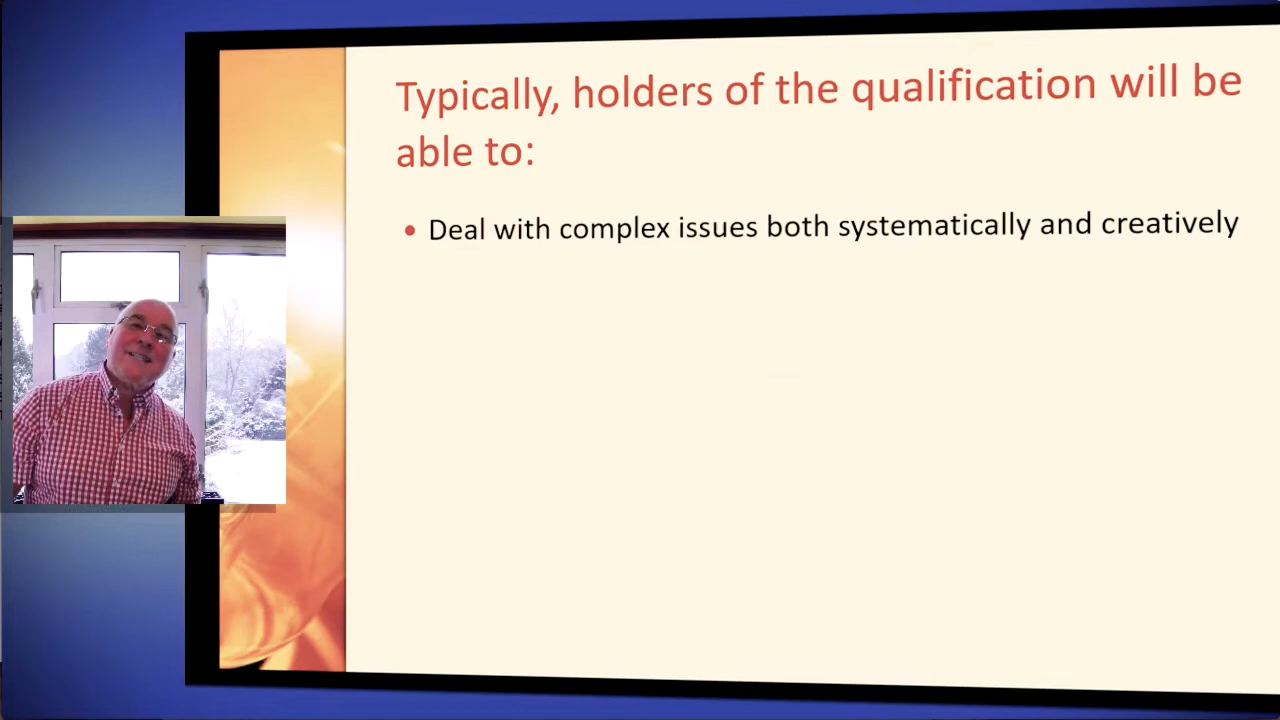 Typically, holders of the qualification will be
able to:
• Deal with complex issues both systematically and creatively